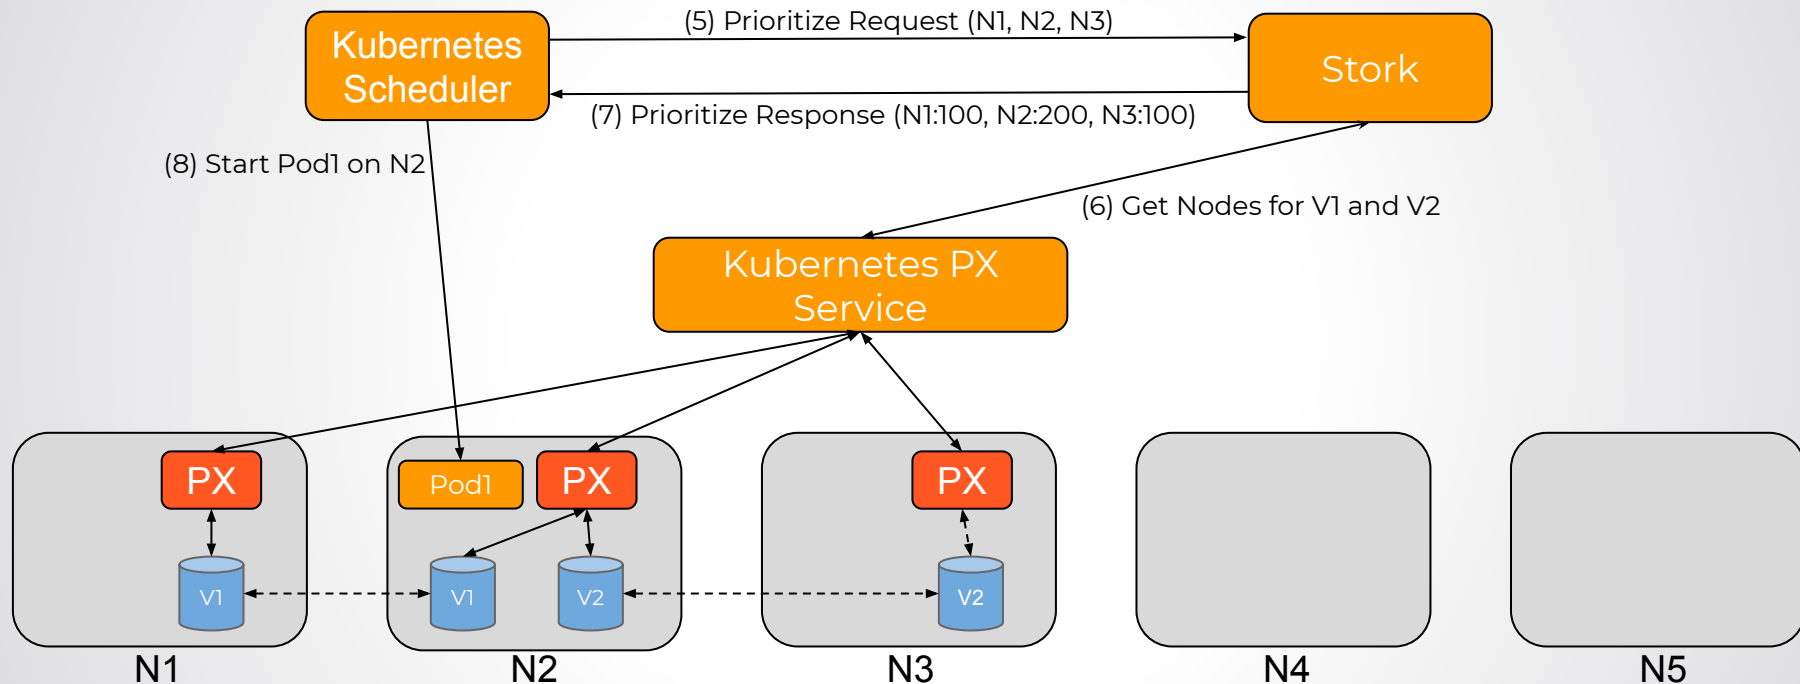 (5) Prioritize Request (N1, N2, N3)
Kubernetes
Scheduler
Stork
(7) Prioritize Response (N1:100, N2:200, N3:100)
(8) Start Pod1 on N2
(6) Get Nodes for V1 and V2
Kubernetes PX
Service
PX
Pod1
PX
PX
V1
V1
V2
V2
N1
N2
N3
N4
N5